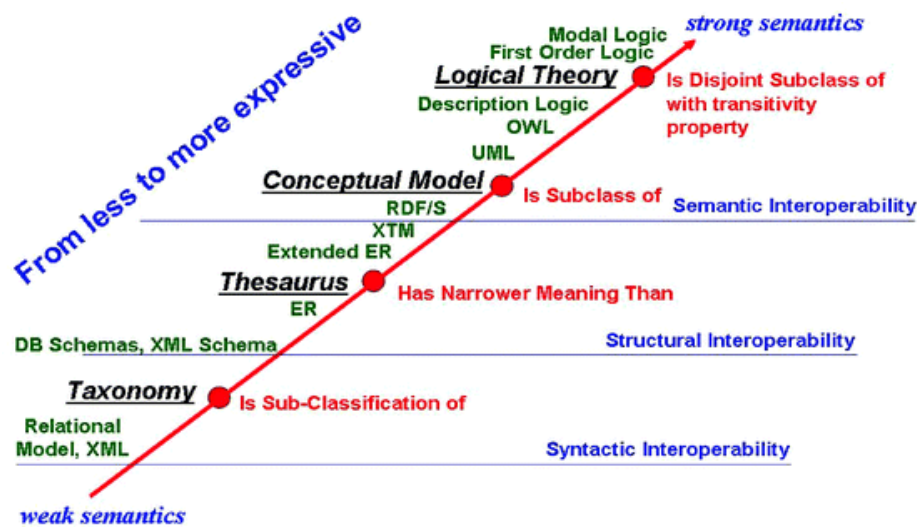 strong semantics
Modal Logic
First Order Logic
Logical Theory
Is Disjoint Subclass of
with transitivity
property
From less to more expressive
Description Logic
OWL
UML
Conceptual Model
Is Subclass of
RDF/S
Semantic Interoperability
XTM
Extended ER
Thesaurus
Has Narrower Meaning Than
ER
DB Schemas, XML Schema
Structural Interoperability
Taxonomy
Is Sub-Classification of
Relational
Model, XML
Syntactic Interoperability
weak semantics